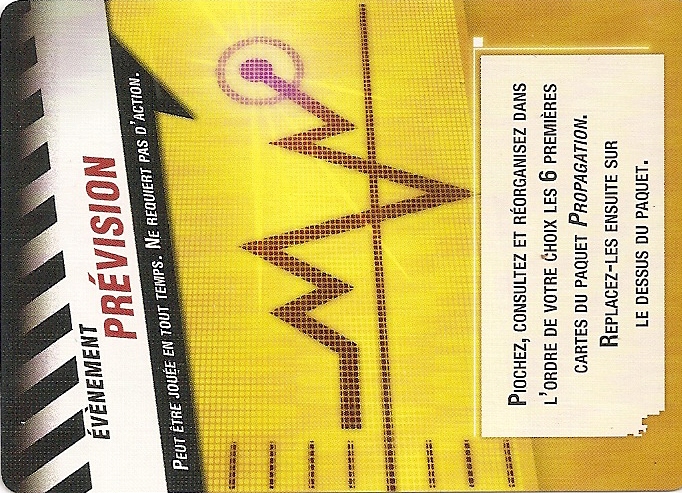 ÉVÈNEMENT
PRÉVISION
PEUT ÊTRE JOUÉE EN TOUT TEMPS. NE REQUIERT PAS D'ACTION.
PIOCHEZ, CONSULTEZ ET RÉORGANISEZ DANS
L'ORDRE DE VOTRE CHOIX LES 6 PREMIÈRES
CARTES DU PAQUET PROPAGATION.
REPLACEZ-LES ENSUITE SUR
LE DESSUS DU PAQUET.